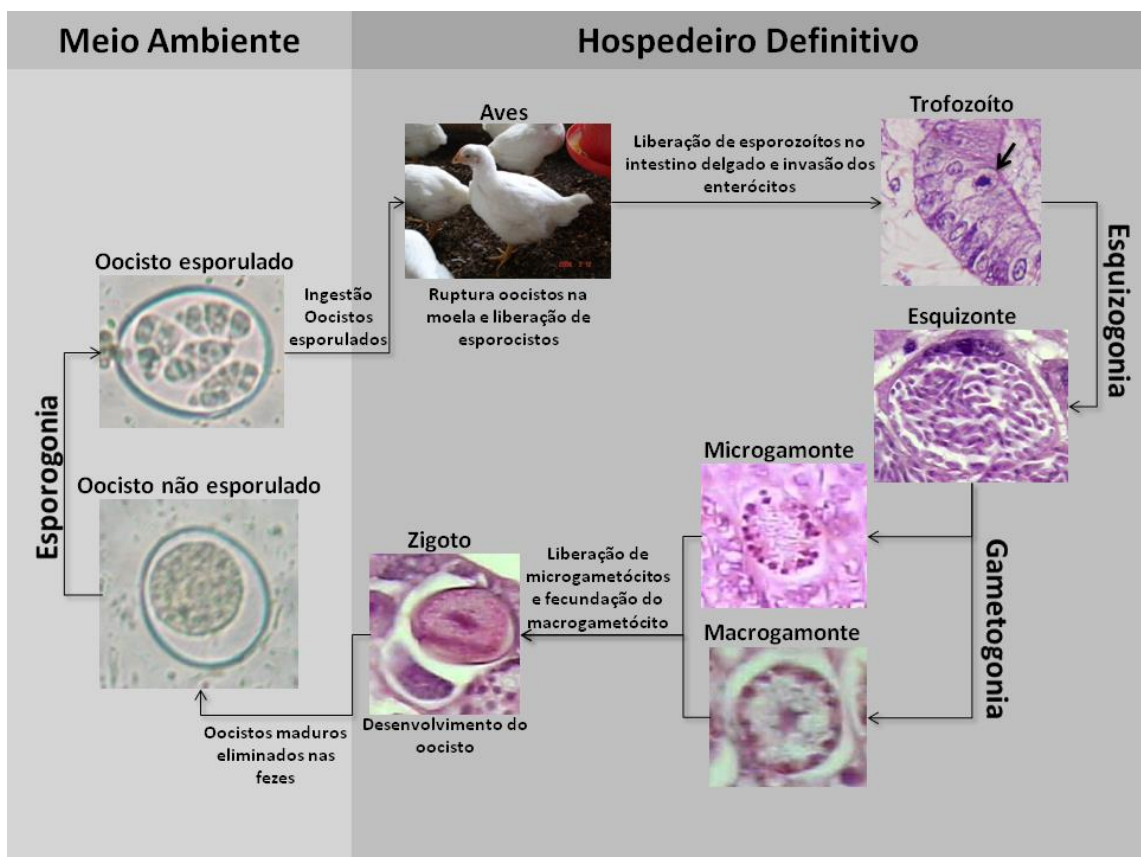 Meio Ambiente
Hospedeiro Definitivo
Aves
Trofozoíto
Liberação de esporozoítos no
intestino delgado e invasão dos
enterócitos
Esquizogonia
Oocisto esporulado
Ingestão
Oocistos
esporulados
Ruptura oocistos na
moela e liberação de
esporocistos
Esquizonte
Microgamonte
Esporogonia
Oocisto não esporulado
Zigoto
Liberação de
microgametócitos
e fecundação do
macrogametócito
Gametogonia
Macrogamonte
Desenvolvimento do
oocisto
Oocistos maduros
eliminados nas
fezes